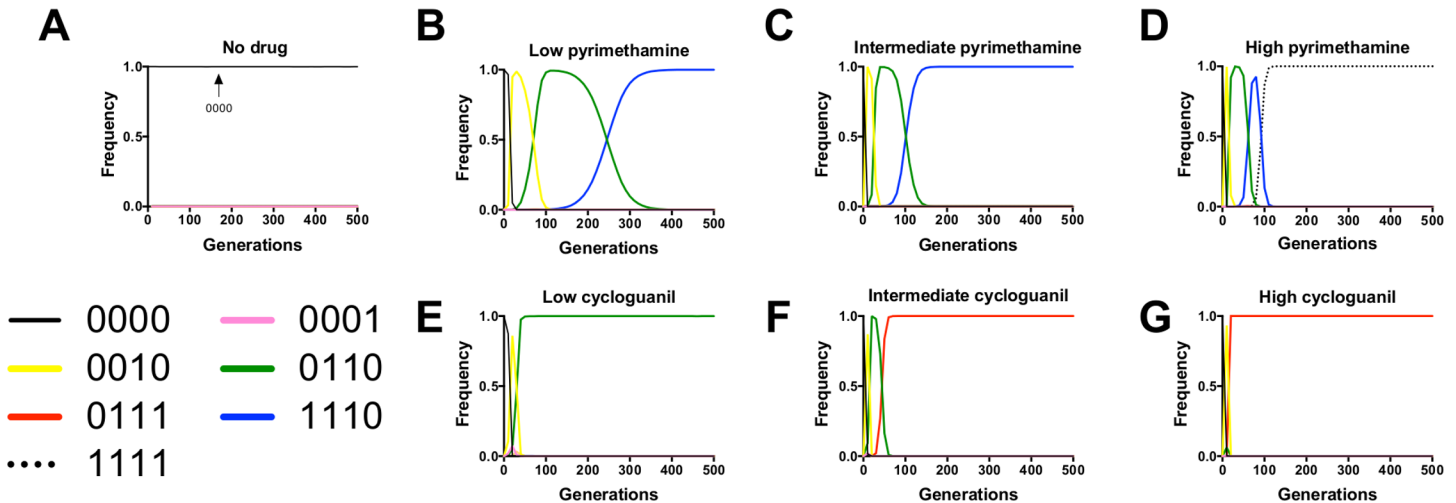 A
No drug
Frequency
1.0
0.5
0.0
0000
0 100 200 300 400 500
Generations
B
Low pyrimethamine
Frequency
1.0
0.5
0.0
0 100 200 300 400 500
Generations
C
Intermediate pyrimethamine
Frequency
1.0
0.5
0.0
0 100 200 300 400 500
Generations
D
High pyrimethamine
Frequency
1.0
0.5
0.0
0 100 200 300 400 500
Generations
0000
0001
0010
0110
0111
1110
1111
E
Low cycloguanil
Frequency
1.0
0.5
0.0
0 100 200 300 400 500
Generations
F
Intermediate cycloguanil
Frequency
1.0
0.5
0.0
0 100 200 300 400 500
Generations
G
High cycloguanil
Frequency
1.0
0.5
0.0
0 100 200 300 400 500
Generations